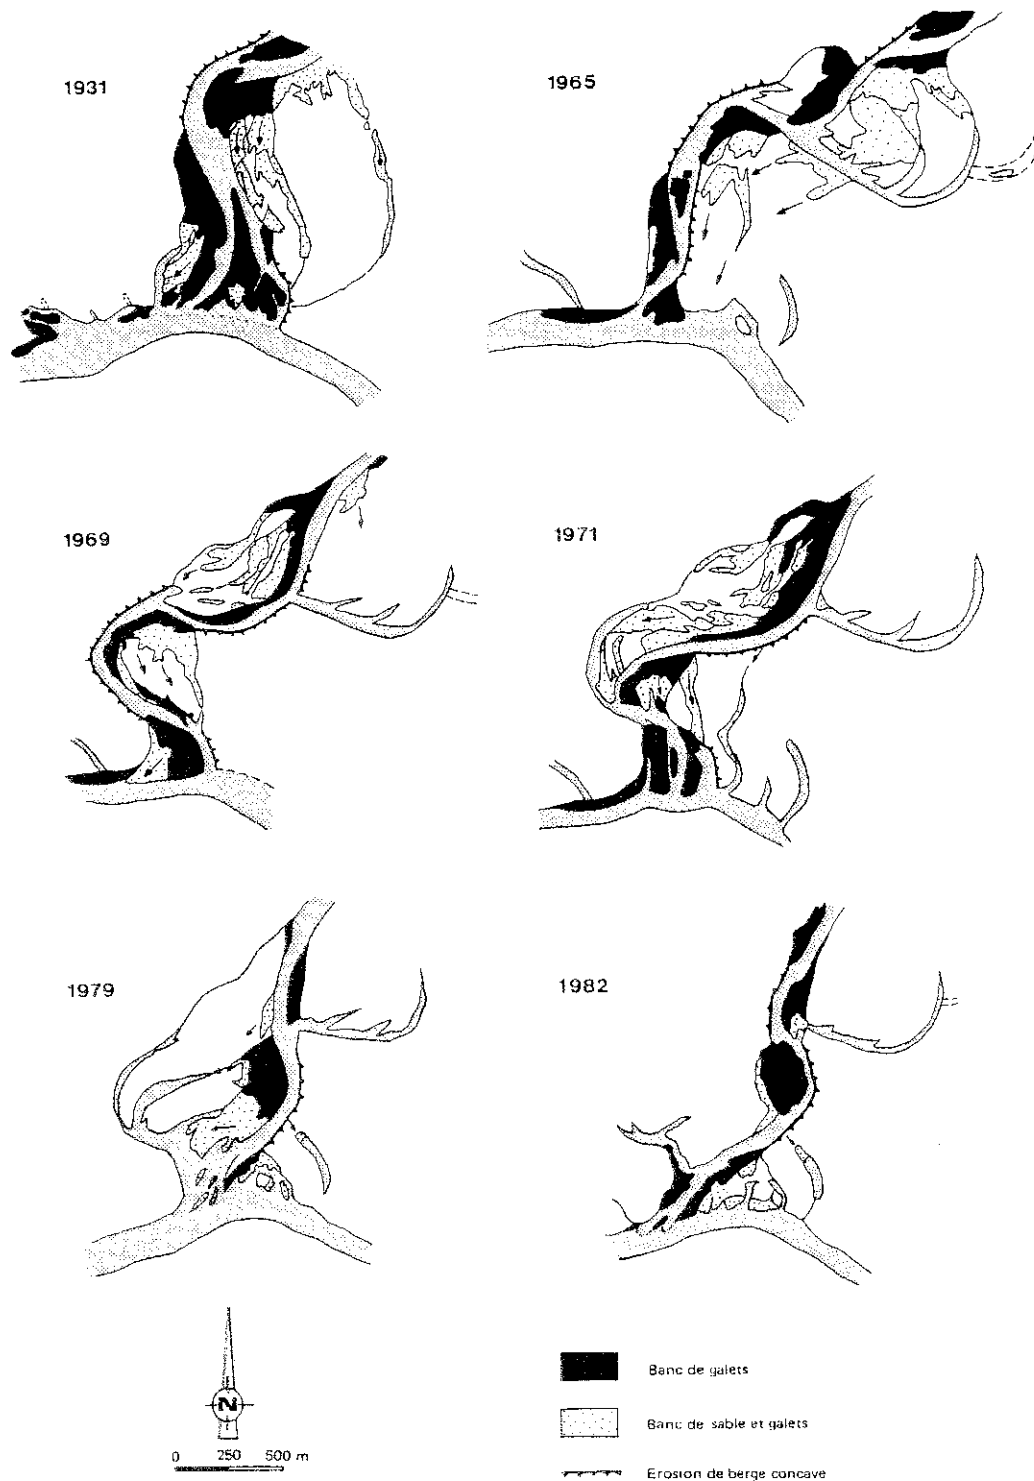 1931
1965
1969
1971
1979
1982
N
0 250 500 m
Banc de galets
Banc de sable et galets
Erosion de berge concave